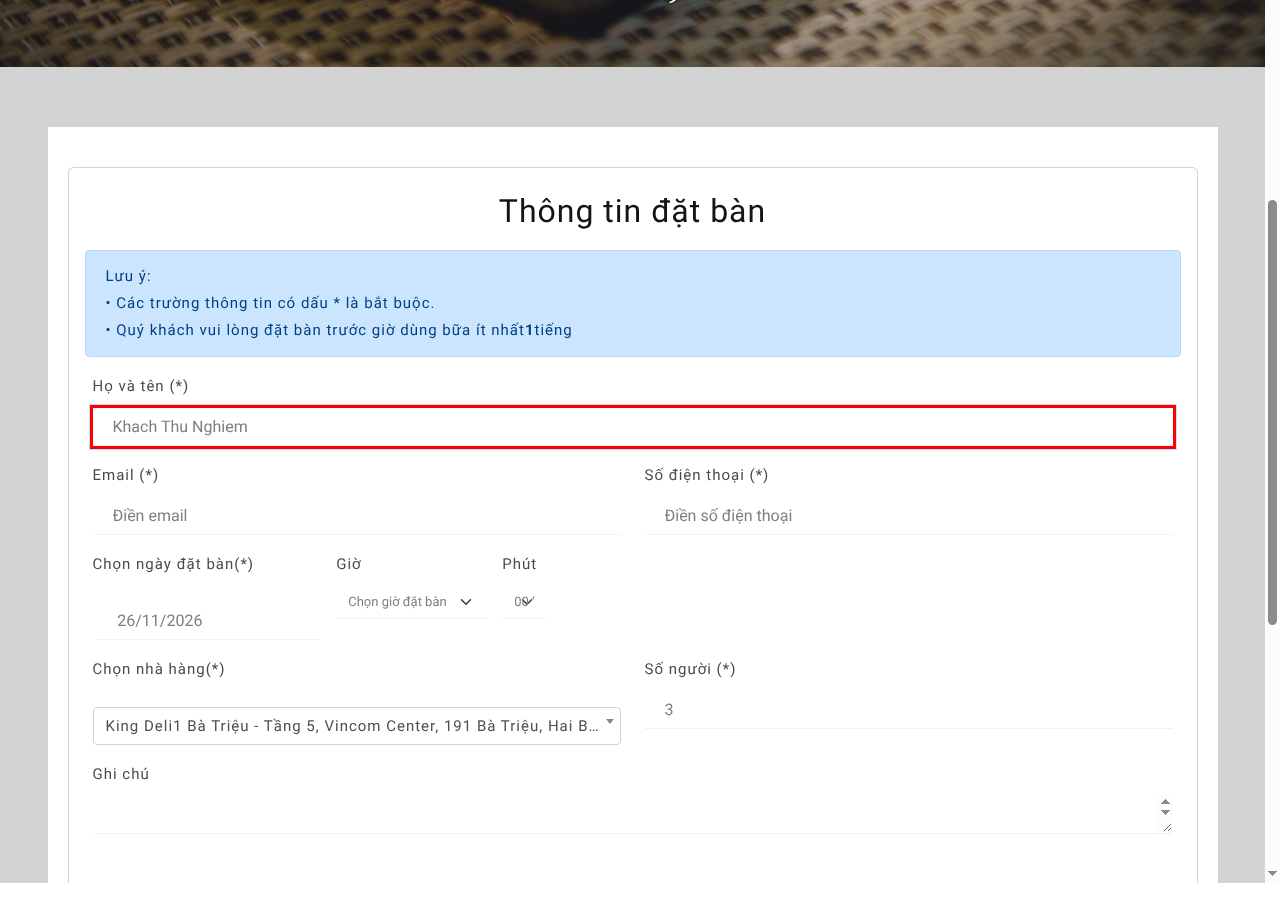 Thông tin đặt bàn
Lưu ý:
• Các trường thông tin có dấu * là bắt buộc.
• Quý khách vui lòng đặt bàn trước giờ dùng bữa ít nhất1tiếng
Họ và tên (*)
Khach Thu Nghiem
Email (*)
Số điện thoại (*)
Điền email
Điền số điện thoại
Chọn ngày đặt bàn(*)
Giờ
Phút
Chọn giờ đặt bàn
00'
26/11/2026
Chọn nhà hàng(*)
Số người (*)
King Deli1 Bà Triệu - Tầng 5, Vincom Center, 191 Bà Triệu, Hai B...
3
Ghi chú